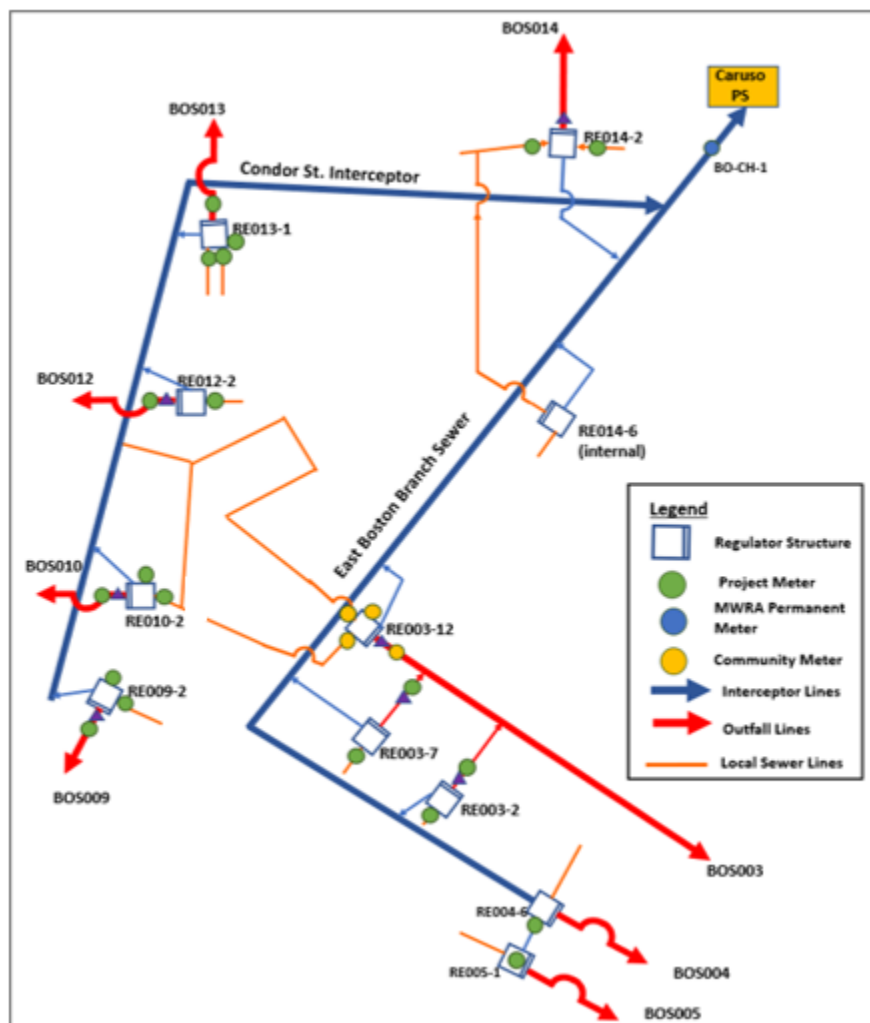 BOS014
Caruso
PS
BOS013
RE014-2
BO-CH-1
Condor St. Interceptor
RE013-1
BOS012
RE012-2
RE014-6
(internal)
East Boston Branch Sewer
Legend
Regulator Structure
Project Meter
MWRA Permanent
Meter
Community Meter
Interceptor Lines
Outfall Lines
Local Sewer Lines
BOS010
RE010-2
RE003-12
RE009-2
RE003-7
BOS009
RE003-2
BOS003
RE004-6
RE005-1
BOS004
BOS005